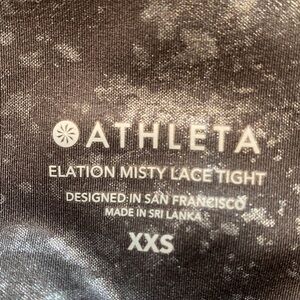 ATHLETA
ELATION MISTY LACE TIGHT
DESIGNED IN SAN FRANCISCO
MADE IN SRI LANKA
XXS